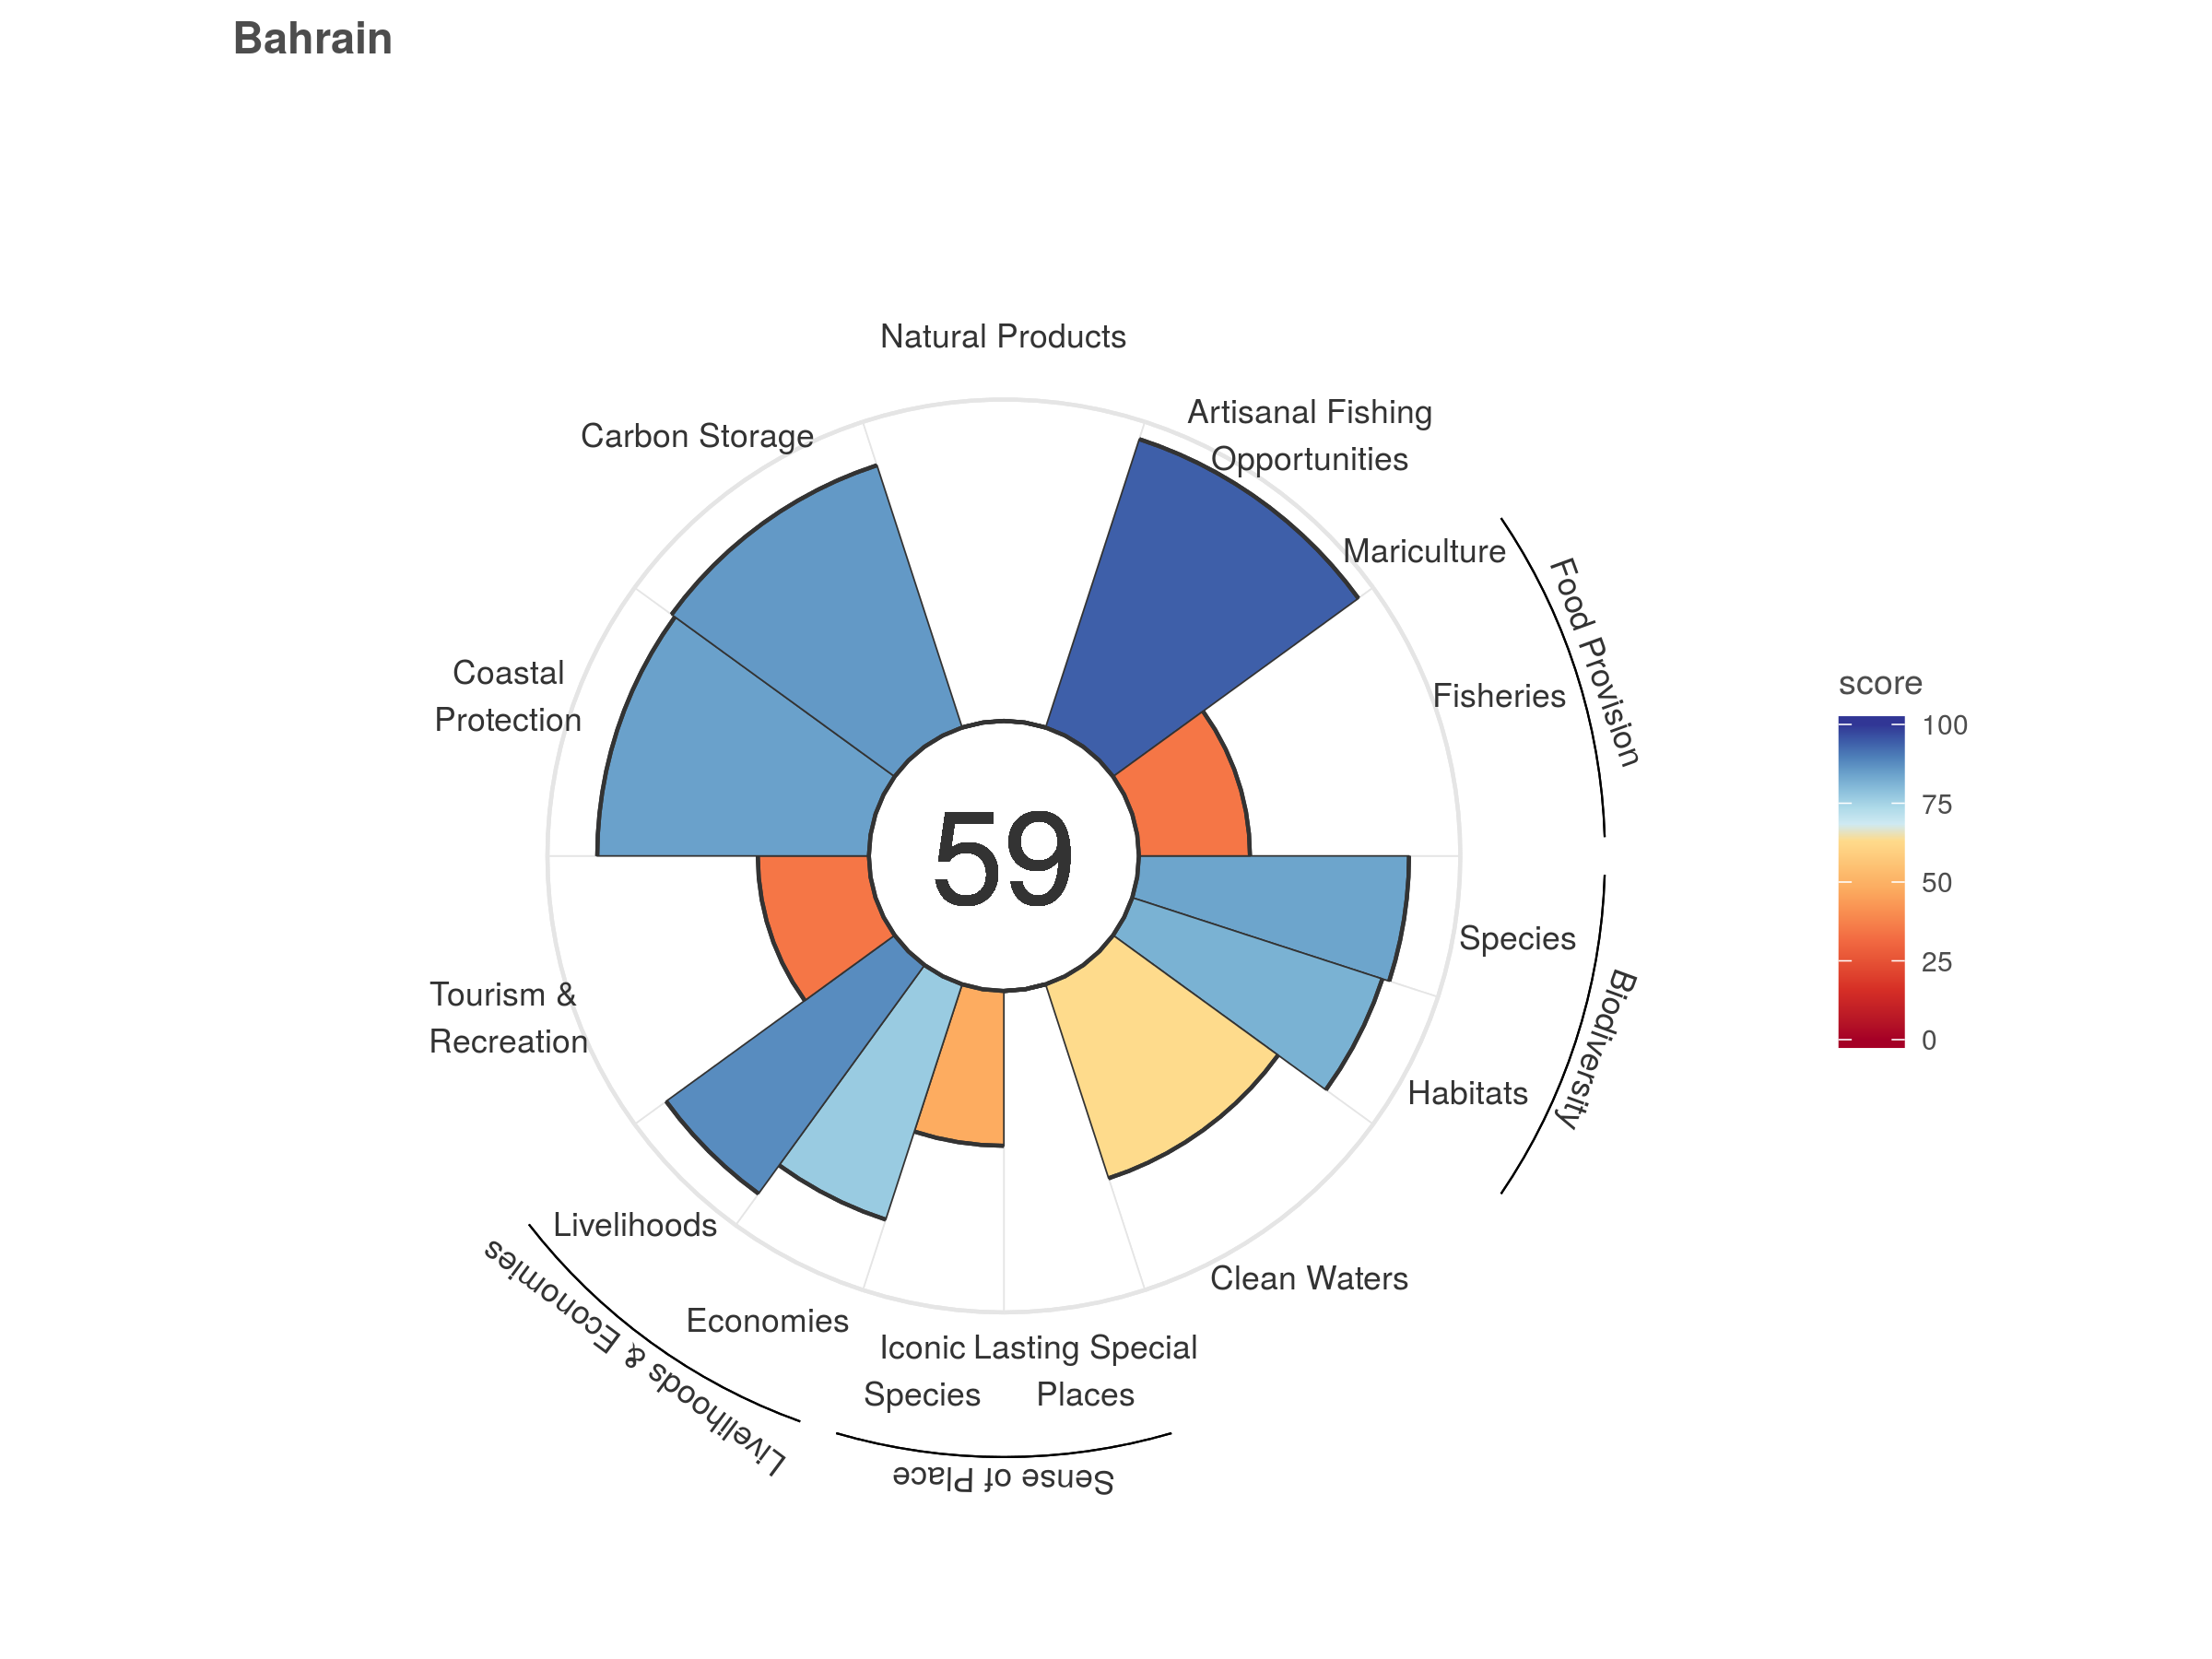 Bahrain
Natural Products
Artisanal Fishing
Opportunities
Carbon Storage
Mariculture
Food Provision
Fisheries
Coastal
Protection
score
100
75
50
25
0
59
Species
Biodiversity
Habitats
Tourism &
Recreation
Livelihoods
Livelihoods & Economies
Economies
Clean Waters
Iconic
Species
Lasting Special
Places
Sense of Place